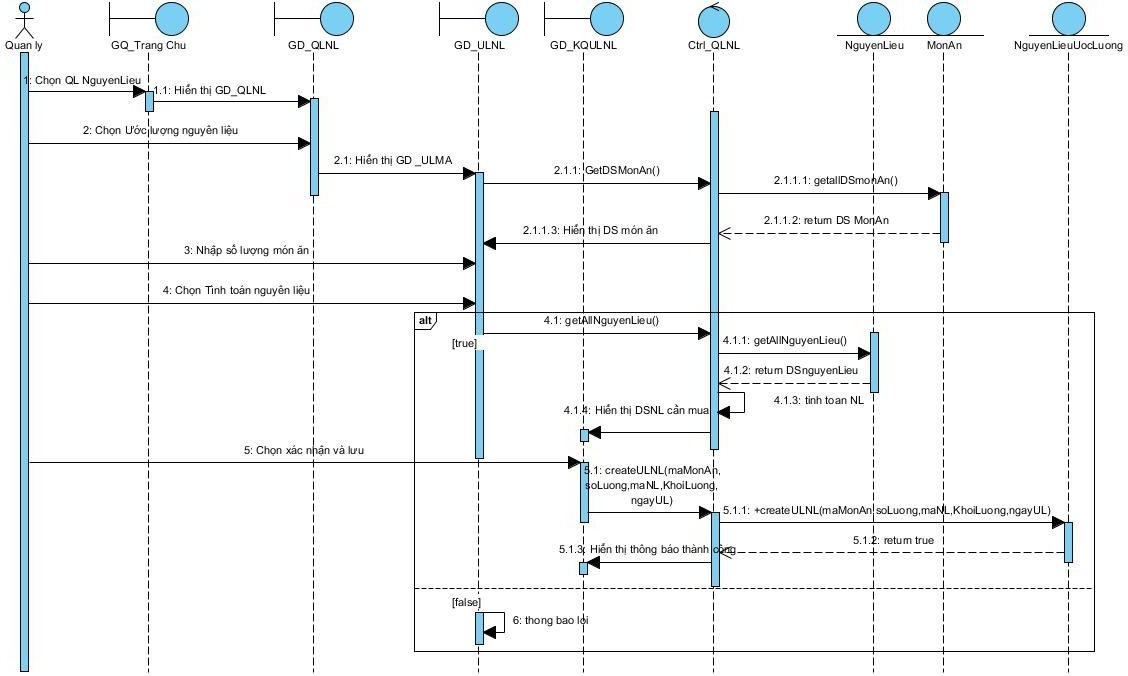 Quan ly
GQ_Trang Chu
GD_QLNL
GD_ULNL
GD_KQULNL
Ctrl_QLNL
NguyenLieu
MonAn
NguyenLieuUocLuong
1: Chọn QL NguyenLieu
1.1: Hiển thị GD_QLNL
2: Chọn Ước lượng nguyên liệu
2.1: Hiển thị GD_ULMA
2.1.1: GetDSMonAn()
2.1.1.1: getallDSmonAn()
2.1.1.2: return DS MonAn
2.1.1.3: Hiển thị DS món ăn
3: Nhập số lượng món ăn
4: Chọn Tình toán nguyên liệu
alt
4.1: getAllNguyenLieu()
[true]
4.1.1: getAllNguyenLieu()
4.1.2: return DSnguyenLieu
4.1.3: tinh toan NL
4.1.4: Hiển thị DSNL cần mua
5: Chọn xác nhận và lưu
5.1: createULNL(maMonAn,
soLuong,maNL,KhoiLuong,
ngayUL)
5.1.1: +createULNL(maMonAn,soLuong,maNL,KhoiLuong,ngayUL)
5.1.2: return true
5.1.3: Hiển thị thông báo thành công
[false]
6: thong bao loi